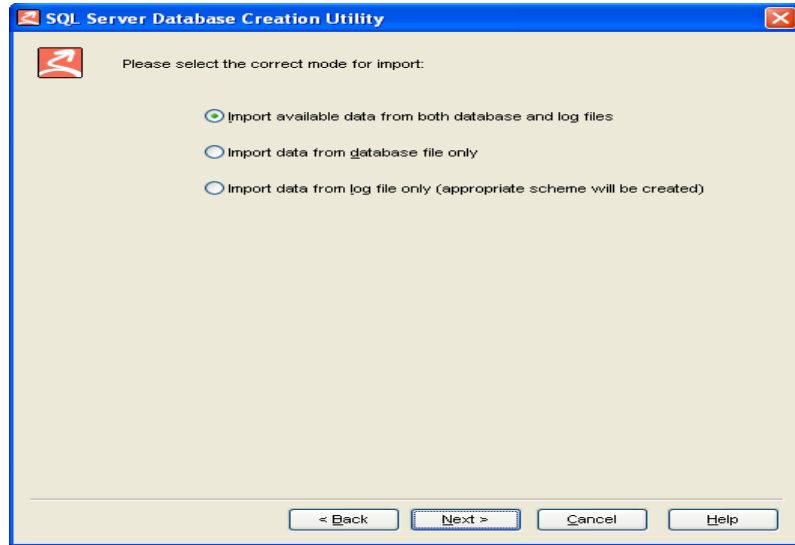 SQL Server Database Creation Utility
Please select the correct mode for import:
Import available data from both database and log files
Import data from database file only
Import data from log file only (appropriate scheme will be created)
< Back
Next >
Cancel
Help